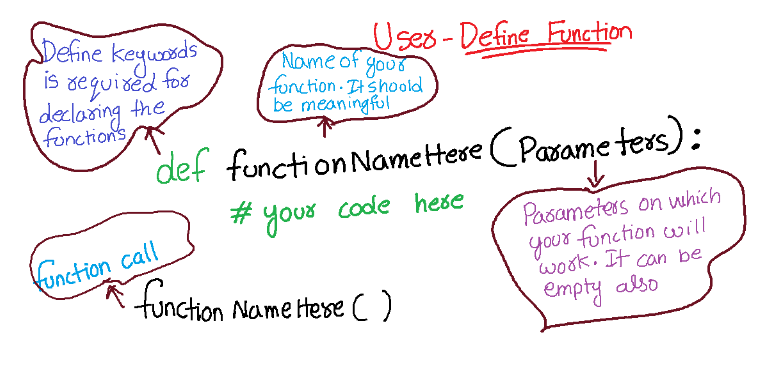 User-Define Function
Define keywords
is required for
declaring the
functions
Name of your
function. It should
be meaningful
def functionNameHere (Parameters):
# your code here
Parameters on which
your function will
work. It can be
empty also
function call
functionNameHere ( )